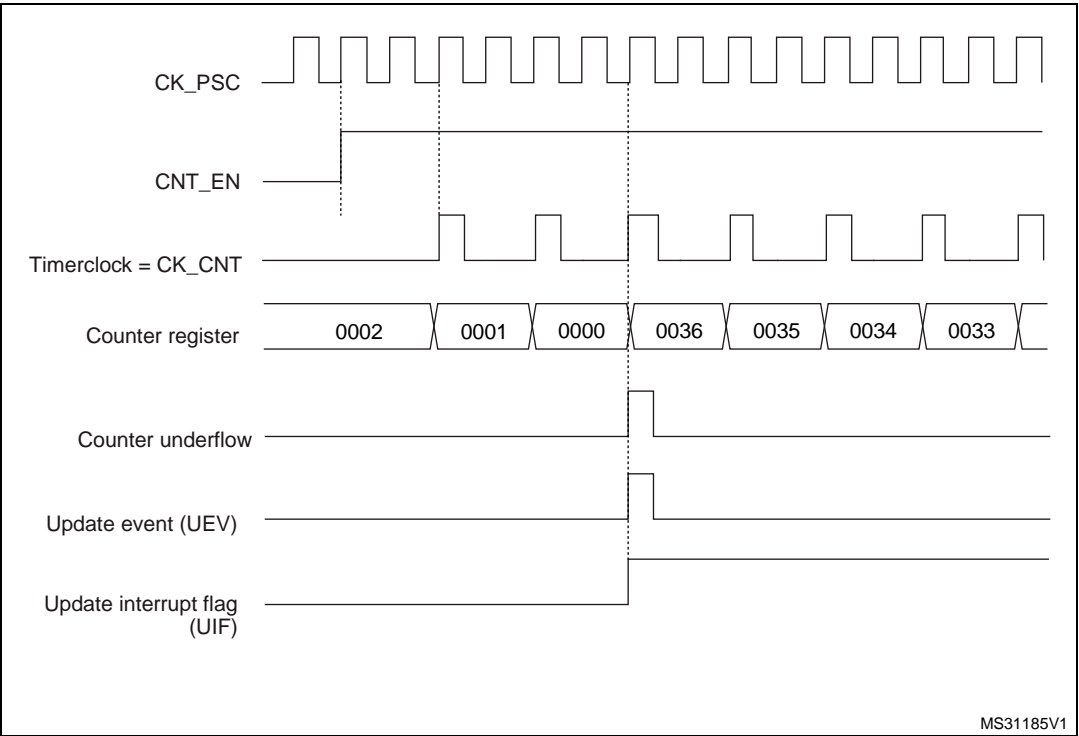 CK_PSC
CNT_EN
Timerclock = CK_CNT
Counter register
0002 0001 0000 0036 0035 0034 0033
Counter underflow
Update event (UEV)
Update interrupt flag
(UIF)
MS31185V1